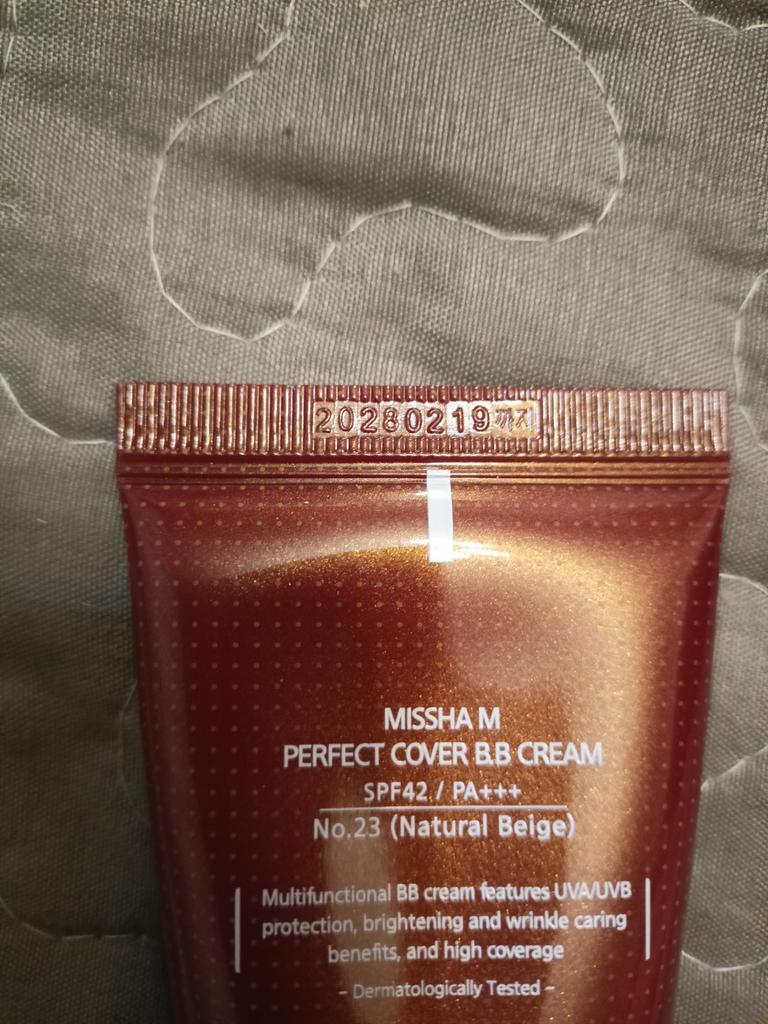 20280219까지
MISSHA M
PERFECT COVER B.B CREAM
SPF42 / PA+++
No.23 (Natural Beige)
Multifunctional BB cream features UVA/UVB
protection, brightening and wrinkle caring
benefits, and high coverage
- Dermatologically Tested -